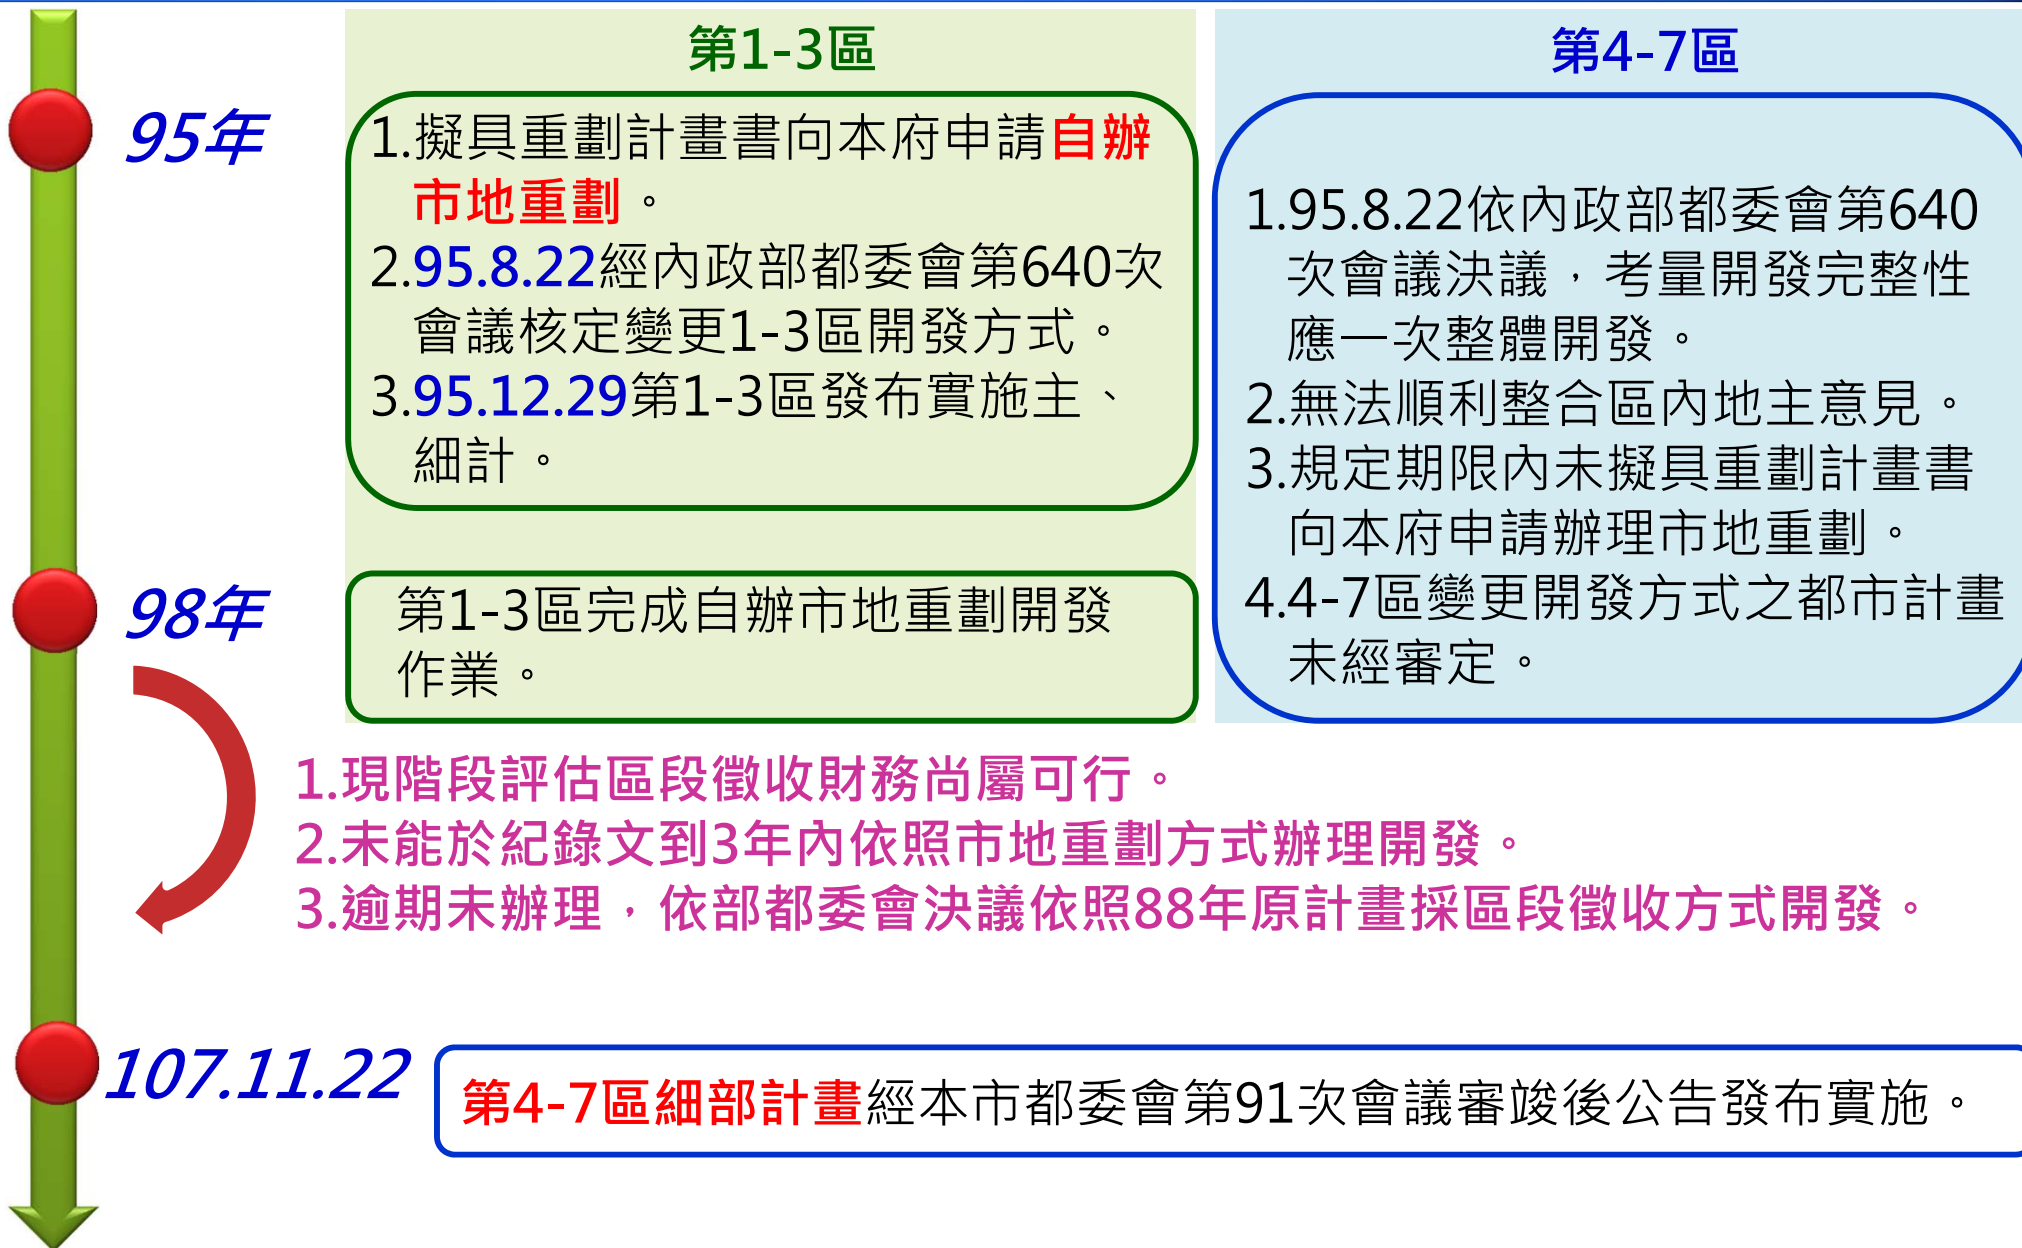 95年
第1-3區
1.擬具重劃計畫書向本府申請自辦
市地重劃。
2.95.8.22經內政部都委會第640次
會議核定變更1-3區開發方式。
3.95.12.29第1-3區發布實施主、
細計。
第4-7區
1.95.8.22依內政部都委會第640
次會議決議，考量開發完整性
應一次整體開發。
2.無法順利整合區內地主意見。
3.規定期限內未擬具重劃計畫書
向本府申請辦理市地重劃。
4.4-7區變更開發方式之都市計畫
未經審定。
98年
第1-3區完成自辦市地重劃開發
作業。
1.現階段評估區段徵收財務尚屬可行。
2.未能於紀錄文到3年內依照市地重劃方式辦理開發。
3.逾期未辦理，依部都委會決議依照88年原計畫採區段徵收方式開發。
107.11.22
第4-7區細部計畫經本市都委會第91次會議審竣後公告發布實施。